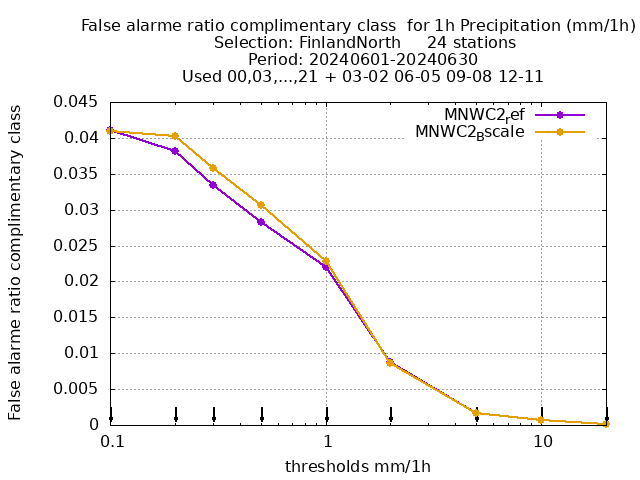 False alarme ratio complimentary class  for 1h Precipitation (mm/1h)
Selection: FinlandNorth     24 stations
Period: 20240601-20240630
Used 00,03,...,21 + 03-02 06-05 09-08 12-11
False alarme ratio complimentary class
0.045
0.04
0.035
0.03
0.025
0.02
0.015
0.01
0.005
0
MNWC2ref
MNWC2Bscale
0.1
1
10
thresholds mm/1h